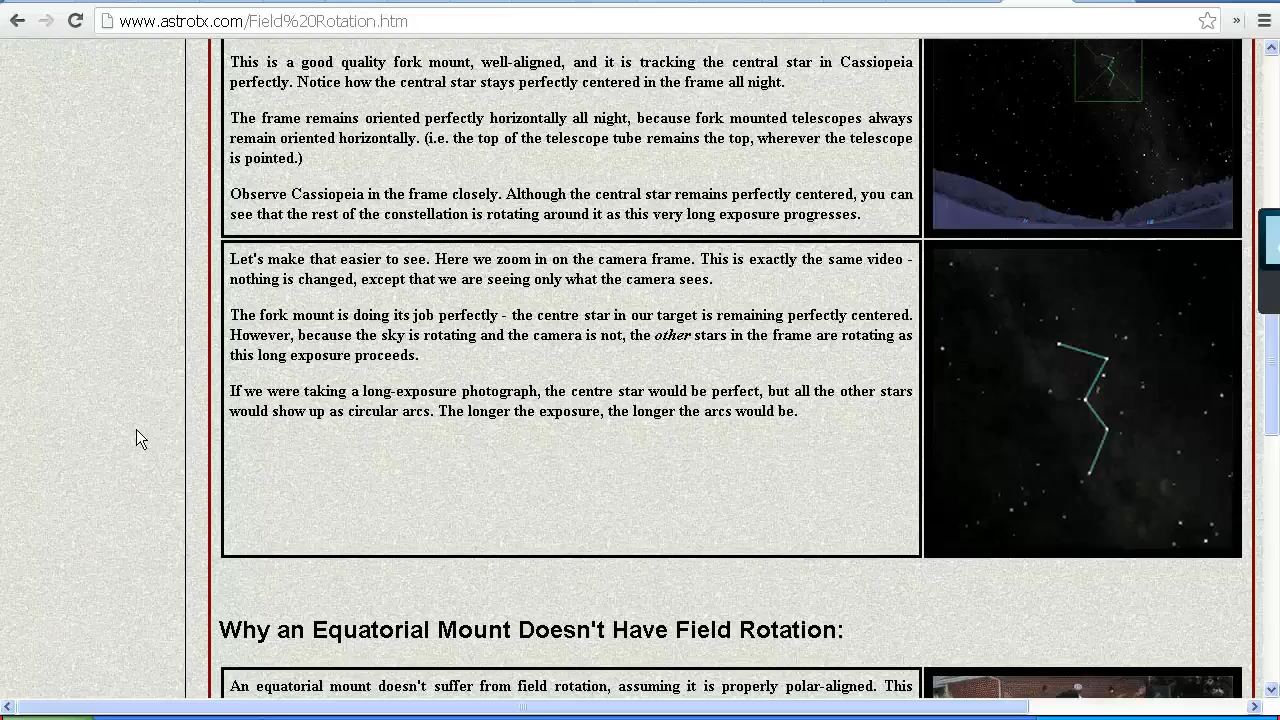 www.astrotx.com/Field%20Rotation.htm
This is a good quality fork mount, well-aligned, and it is tracking the central star in Cassiopeia
perfectly. Notice how the central star stays perfectly centered in the frame all night.
The frame remains oriented perfectly horizontally all night, because fork mounted telescopes always
remain oriented horizontally. (i.e. the top of the telescope tube remains the top, wherever the telescope
is pointed.)
Observe Cassiopeia in the frame closely. Although the central star remains perfectly centered, you can
see that the rest of the constellation is rotating around it as this very long exposure progresses.
Let's make that easier to see. Here we zoom in on the camera frame. This is exactly the same video -
nothing is changed, except that we are seeing only what the camera sees.
The fork mount is doing its job perfectly - the centre star in our target is remaining perfectly centered.
However, because the sky is rotating and the camera is not, the other stars in the frame are rotating as
this long exposure proceeds.
If we were taking a long-exposure photograph, the centre star would be perfect, but all the other stars
would show up as circular arcs. The longer the exposure, the longer the arcs would be.
Why an Equatorial Mount Doesn't Have Field Rotation:
An equatorial mount doesn't suffer from field rotation, assuming it is properly polar-aligned. This